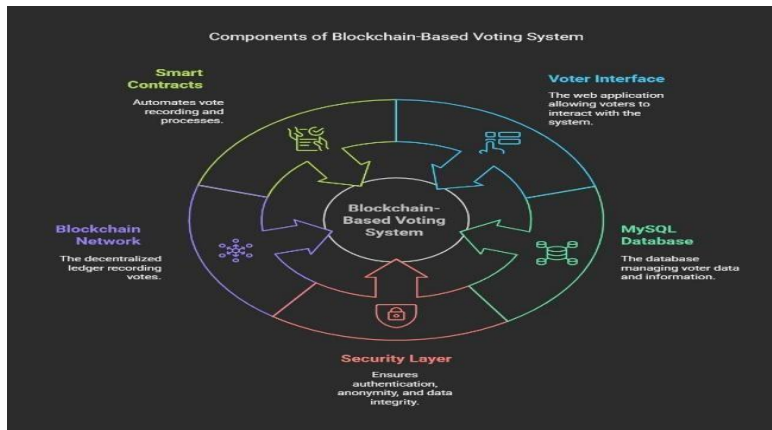 Components of Blockchain-Based Voting System
Smart
Contracts
Automates vote
recording and
processes.
Voter Interface
The web application
allowing voters to
interact with the
system.
Blockchain-
Based Voting
System
Blockchain
Network
The decentralized
ledger recording
votes.
MySQL
Database
The database
managing voter data
and information.
Security Layer
Ensures
authentication,
anonymity, and data
integrity.